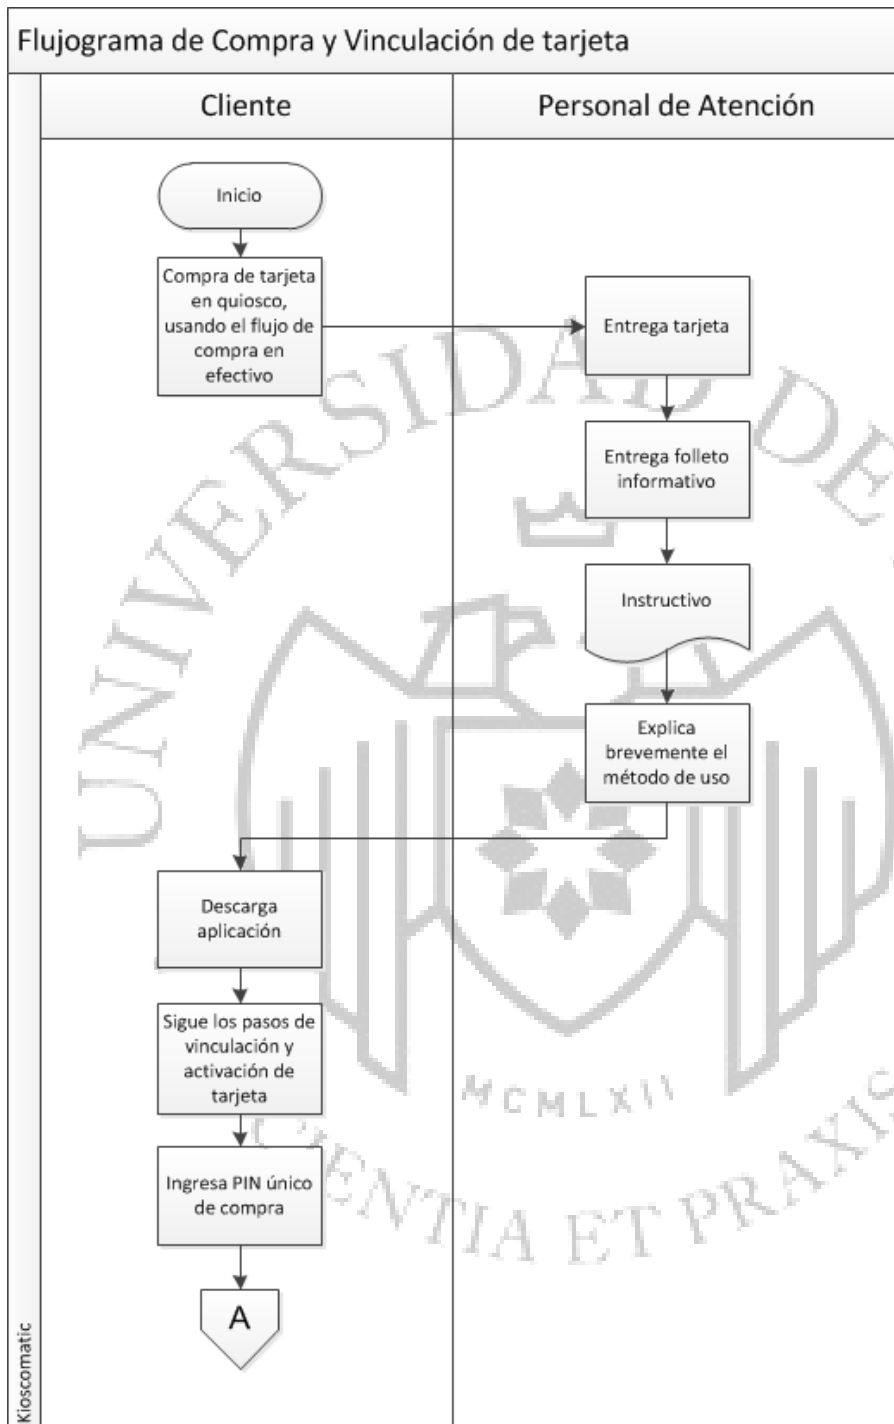 Flujograma de Compra y Vinculación de tarjeta
Cliente
Personal de Atención
Inicio
Compra de tarjeta
en quiosco,
usando el flujo de
compra en
efectivo
Entrega tarjeta
Entrega folleto
informativo
Instructivo
Explica
brevemente el
método de uso
Descarga
aplicación
Sigue los pasos de
vinculación y
activación de
tarjeta
Ingresa PIN único
de compra
A
Kioscomatic
UNIVERSIDAD DE
MCMLXII
ET PRAXIS